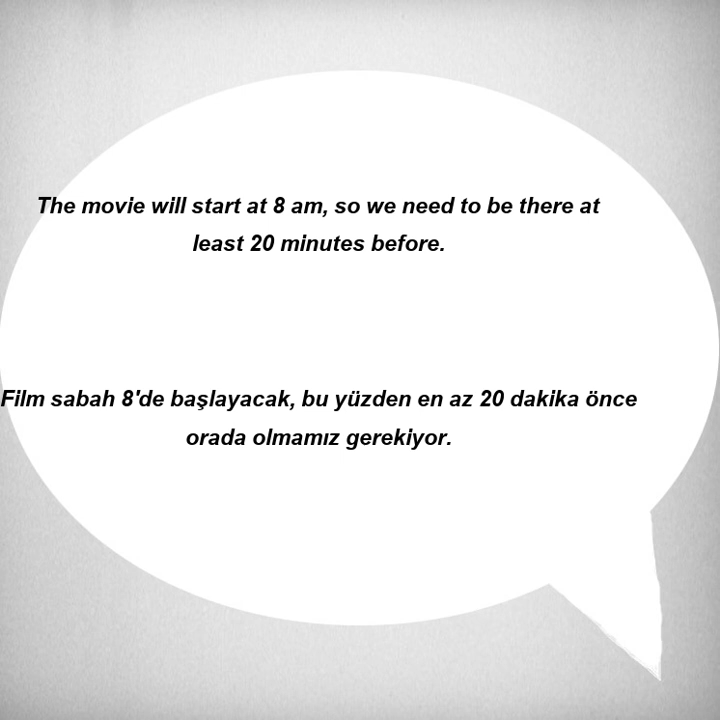 The movie will start at 8 am, so we need to be there at
least 20 minutes before.
Film sabah 8'de başlayacak, bu yüzden en az 20 dakika önce
orada olmamız gerekiyor.